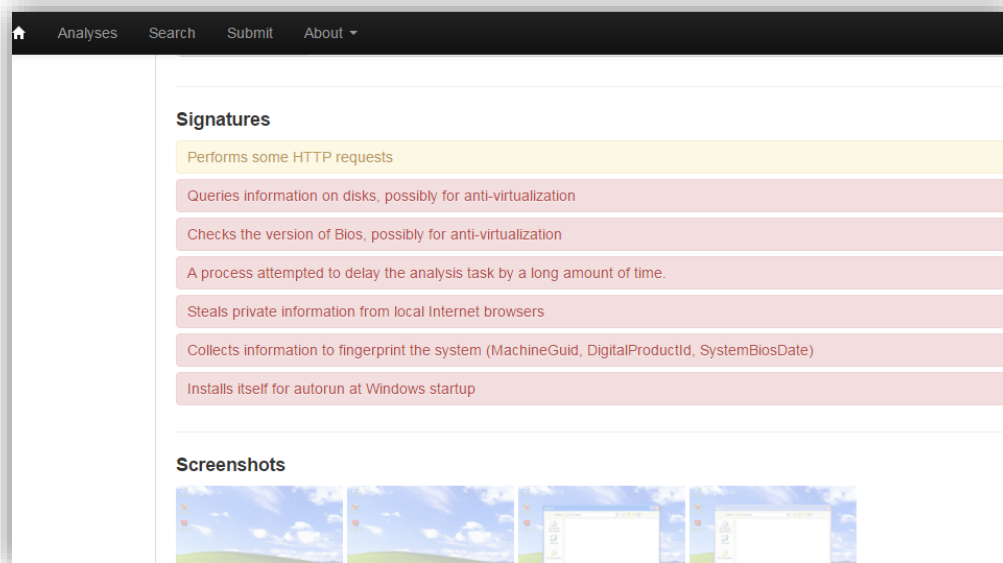 Analyses Search Submit About
Signatures
Performs some HTTP requests
Queries information on disks, possibly for anti-virtualization
Checks the version of Bios, possibly for anti-virtualization
A process attempted to delay the analysis task by a long amount of time.
Steals private information from local Internet browsers
Collects information to fingerprint the system (MachineGuid, DigitalProductId, SystemBiosDate)
Installs itself for autorun at Windows startup
Screenshots